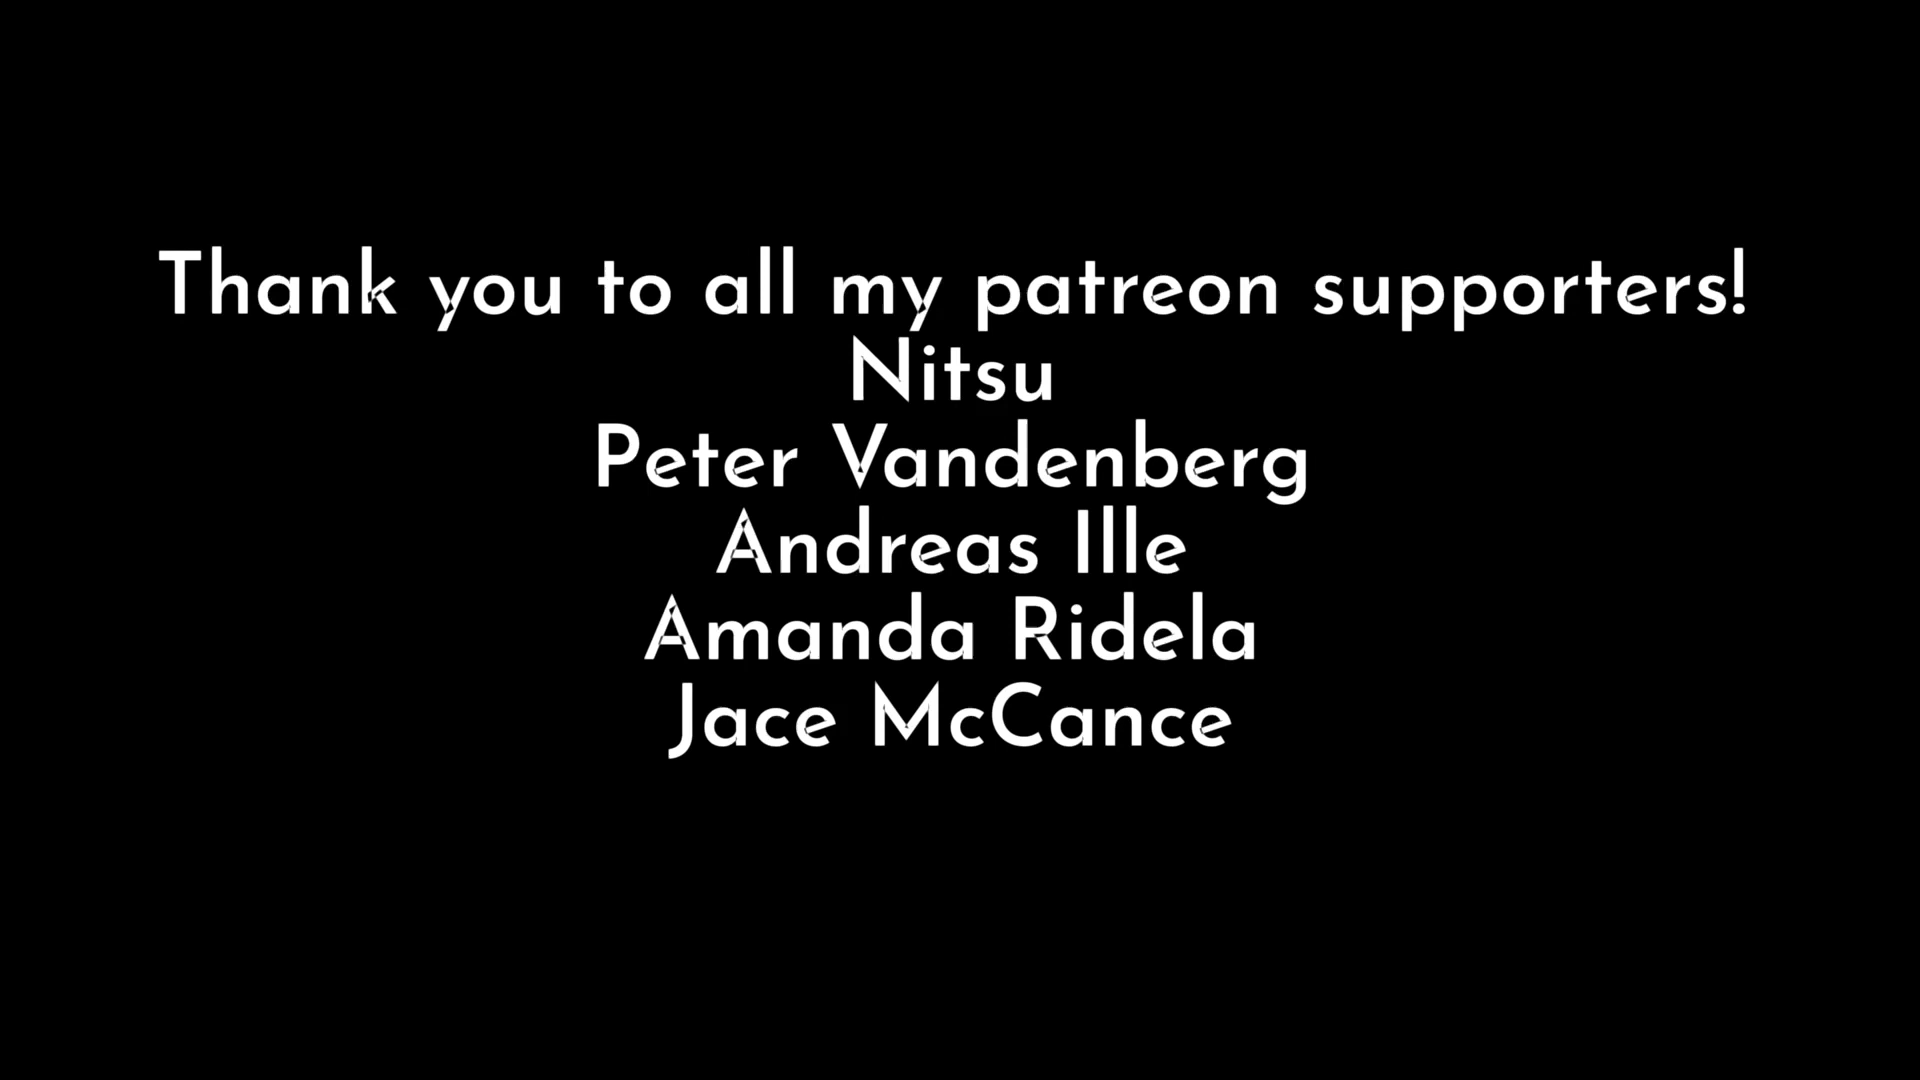 Thank you to all my patreon supporters!
Nitsu
Peter Vandenberg
Andreas Ille
Amanda Ridela
Jace McCance